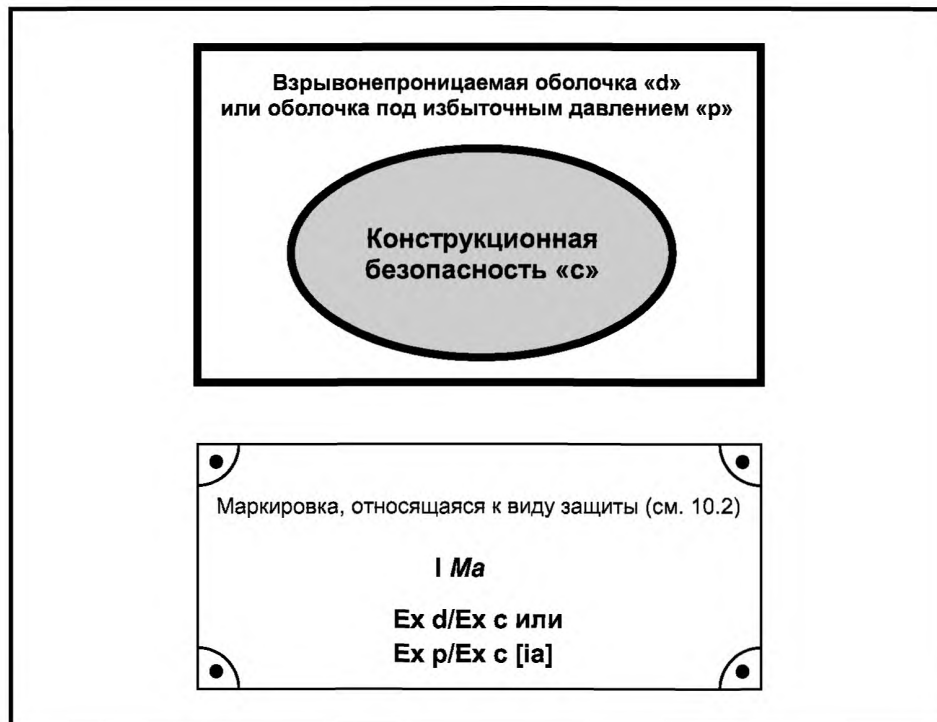 Взрывонепроницаемая оболочка «d»
или оболочка под избыточным давлением «p»
Конструкционная
безопасность «c»
Маркировка, относящаяся к виду защиты (см. 10.2)
I Ma
Ex d/Ex c или
Ex p/Ex c [ia]